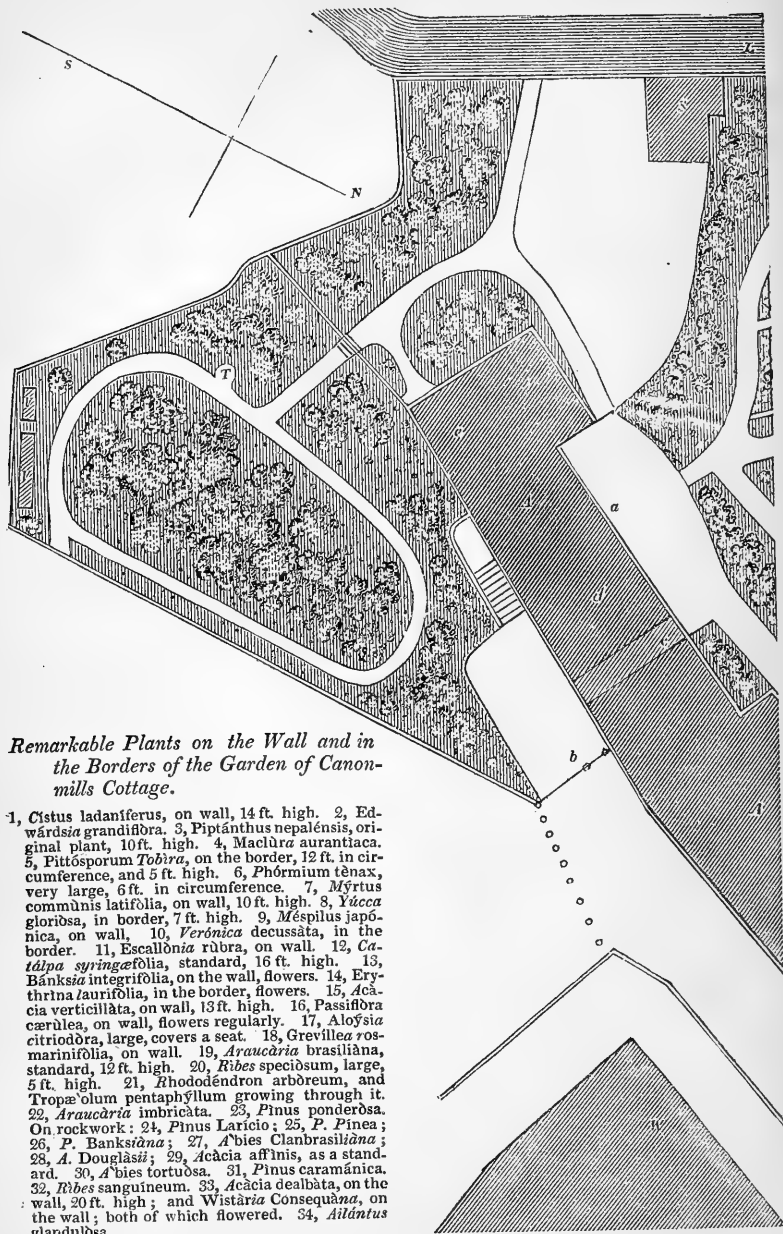 L
S
N
T
a
d
b
Remarkable Plants on the Wall and in
the Borders of the Garden of Canon-
mills Cottage.
1, Cístus ladaníferus, on wall, 14 ft. high. 2, Ed-
wárdsia grandiflòra. 3, Piptánthus nepalénsis, ori-
ginal plant, 10 ft. high. 4, Maclùra aurantìaca.
5, Pittósporum Tobìra, on the border, 12 ft. in cir-
cumference, and 5 ft. high. 6, Phórmium tènax,
very large, 6 ft. in circumference. 7, Mýrtus
commùnis latifòlia, on wall, 10 ft. high. 8, Yúcca
gloriòsa, in border, 7 ft. high. 9, Méspilus japó-
nica, on wall, 10, Verónica decussàta, in the
border. 11, Escallònia rùbra, on wall. 12, Ca-
tálpa syringæfòlia, standard, 16 ft. high. 13,
Bánksia integrifòlia, on the wall, flowers. 14, Ery-
thrìna laurifòlia, in the border, flowers. 15, Acà-
cia verticillàta, on wall, 13 ft. high. 16, Passiflòra
cærùlea, on wall, flowers regularly. 17, Aloýsia
citriodòra, large, covers a seat. 18, Grevíllea ros-
marinifòlia, on wall. 19, Araucària brasiliàna,
standard, 12 ft. high. 20, Ribes speciòsum, large,
5 ft. high. 21, Rhododéndron arbòreum, and
Tropæ`olum pentaphýllum growing through it.
22, Araucària imbricàta. 23, Pìnus ponderòsa.
On rockwork: 24, Pìnus Larício; 25, P. Pínea;
26, P. Banksiàna; 27, A`bies Clanbrasiliàna;
28, A. Douglàsii; 29, Acàcia affìnis, as a stand-
ard. 30, A`bies tortuòsa. 31, Pìnus caramánica.
32, Rìbes sanguíneum. 33, Acàcia dealbàta, on the
wall, 20 ft. high; and Wistària Consequàna, on
the wall; both of which flowered. 34, Ailántus
glandulòsa